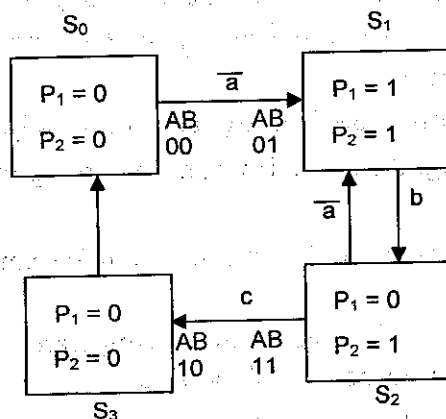 S₀ S₁
a̅
P₁ = 0
P₂ = 0
AB AB
00 01
P₁ = 1
P₂ = 1
a̅ b
P₁ = 0
P₂ = 0
c
AB AB
10 11
P₁ = 0
P₂ = 1
S₃ S₂